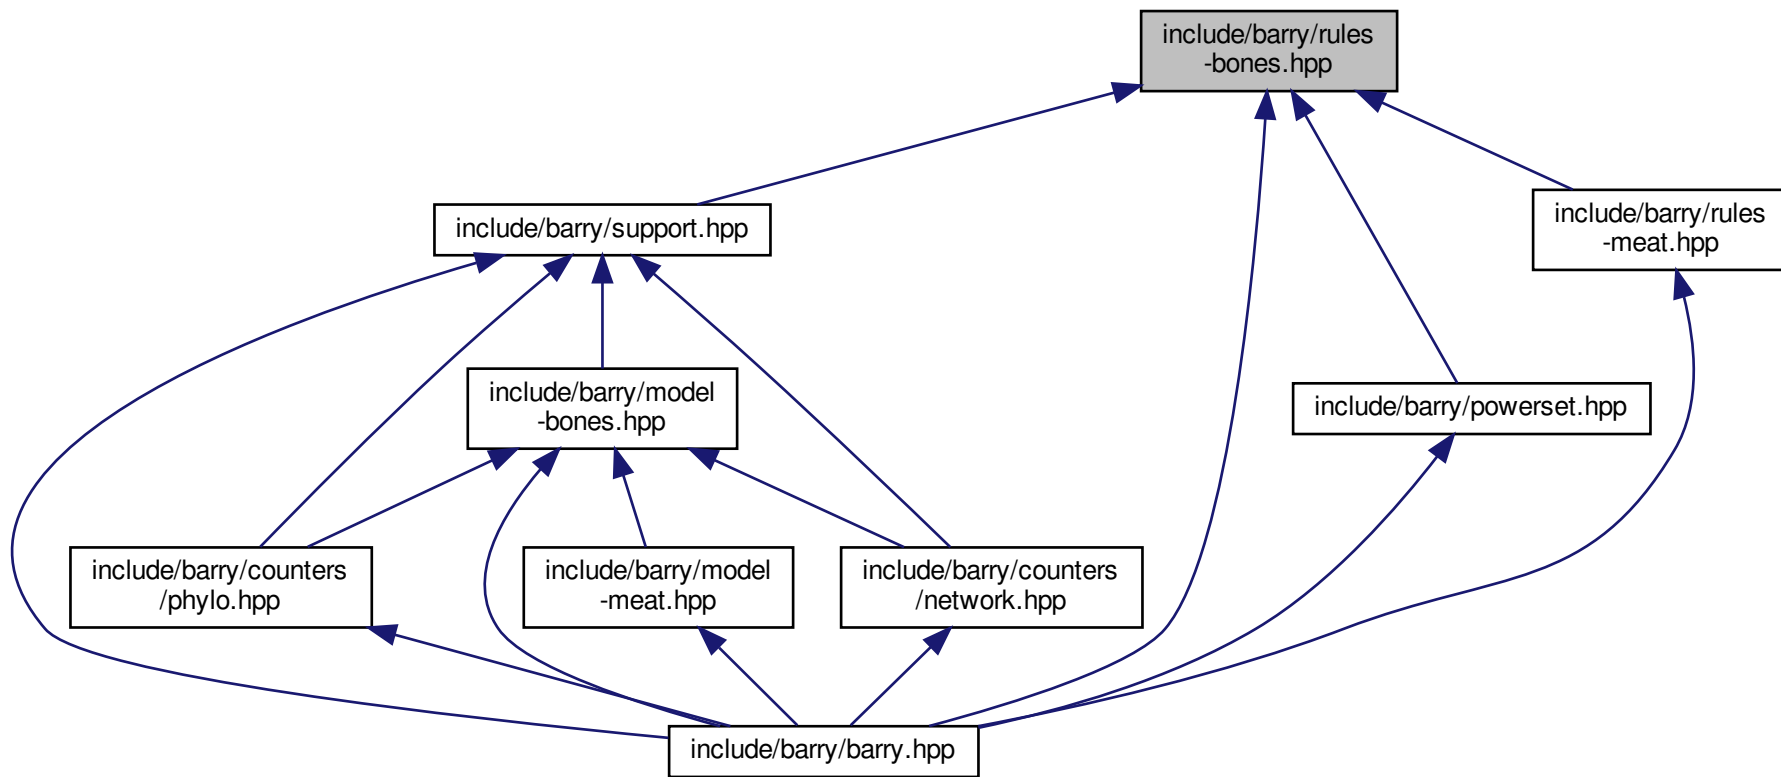 include/barry/rules
-bones.hpp
include/barry/support.hpp
include/barry/rules
-meat.hpp
include/barry/model
-bones.hpp
include/barry/powerset.hpp
include/barry/counters
/phylo.hpp
include/barry/model
-meat.hpp
include/barry/counters
/network.hpp
include/barry/barry.hpp